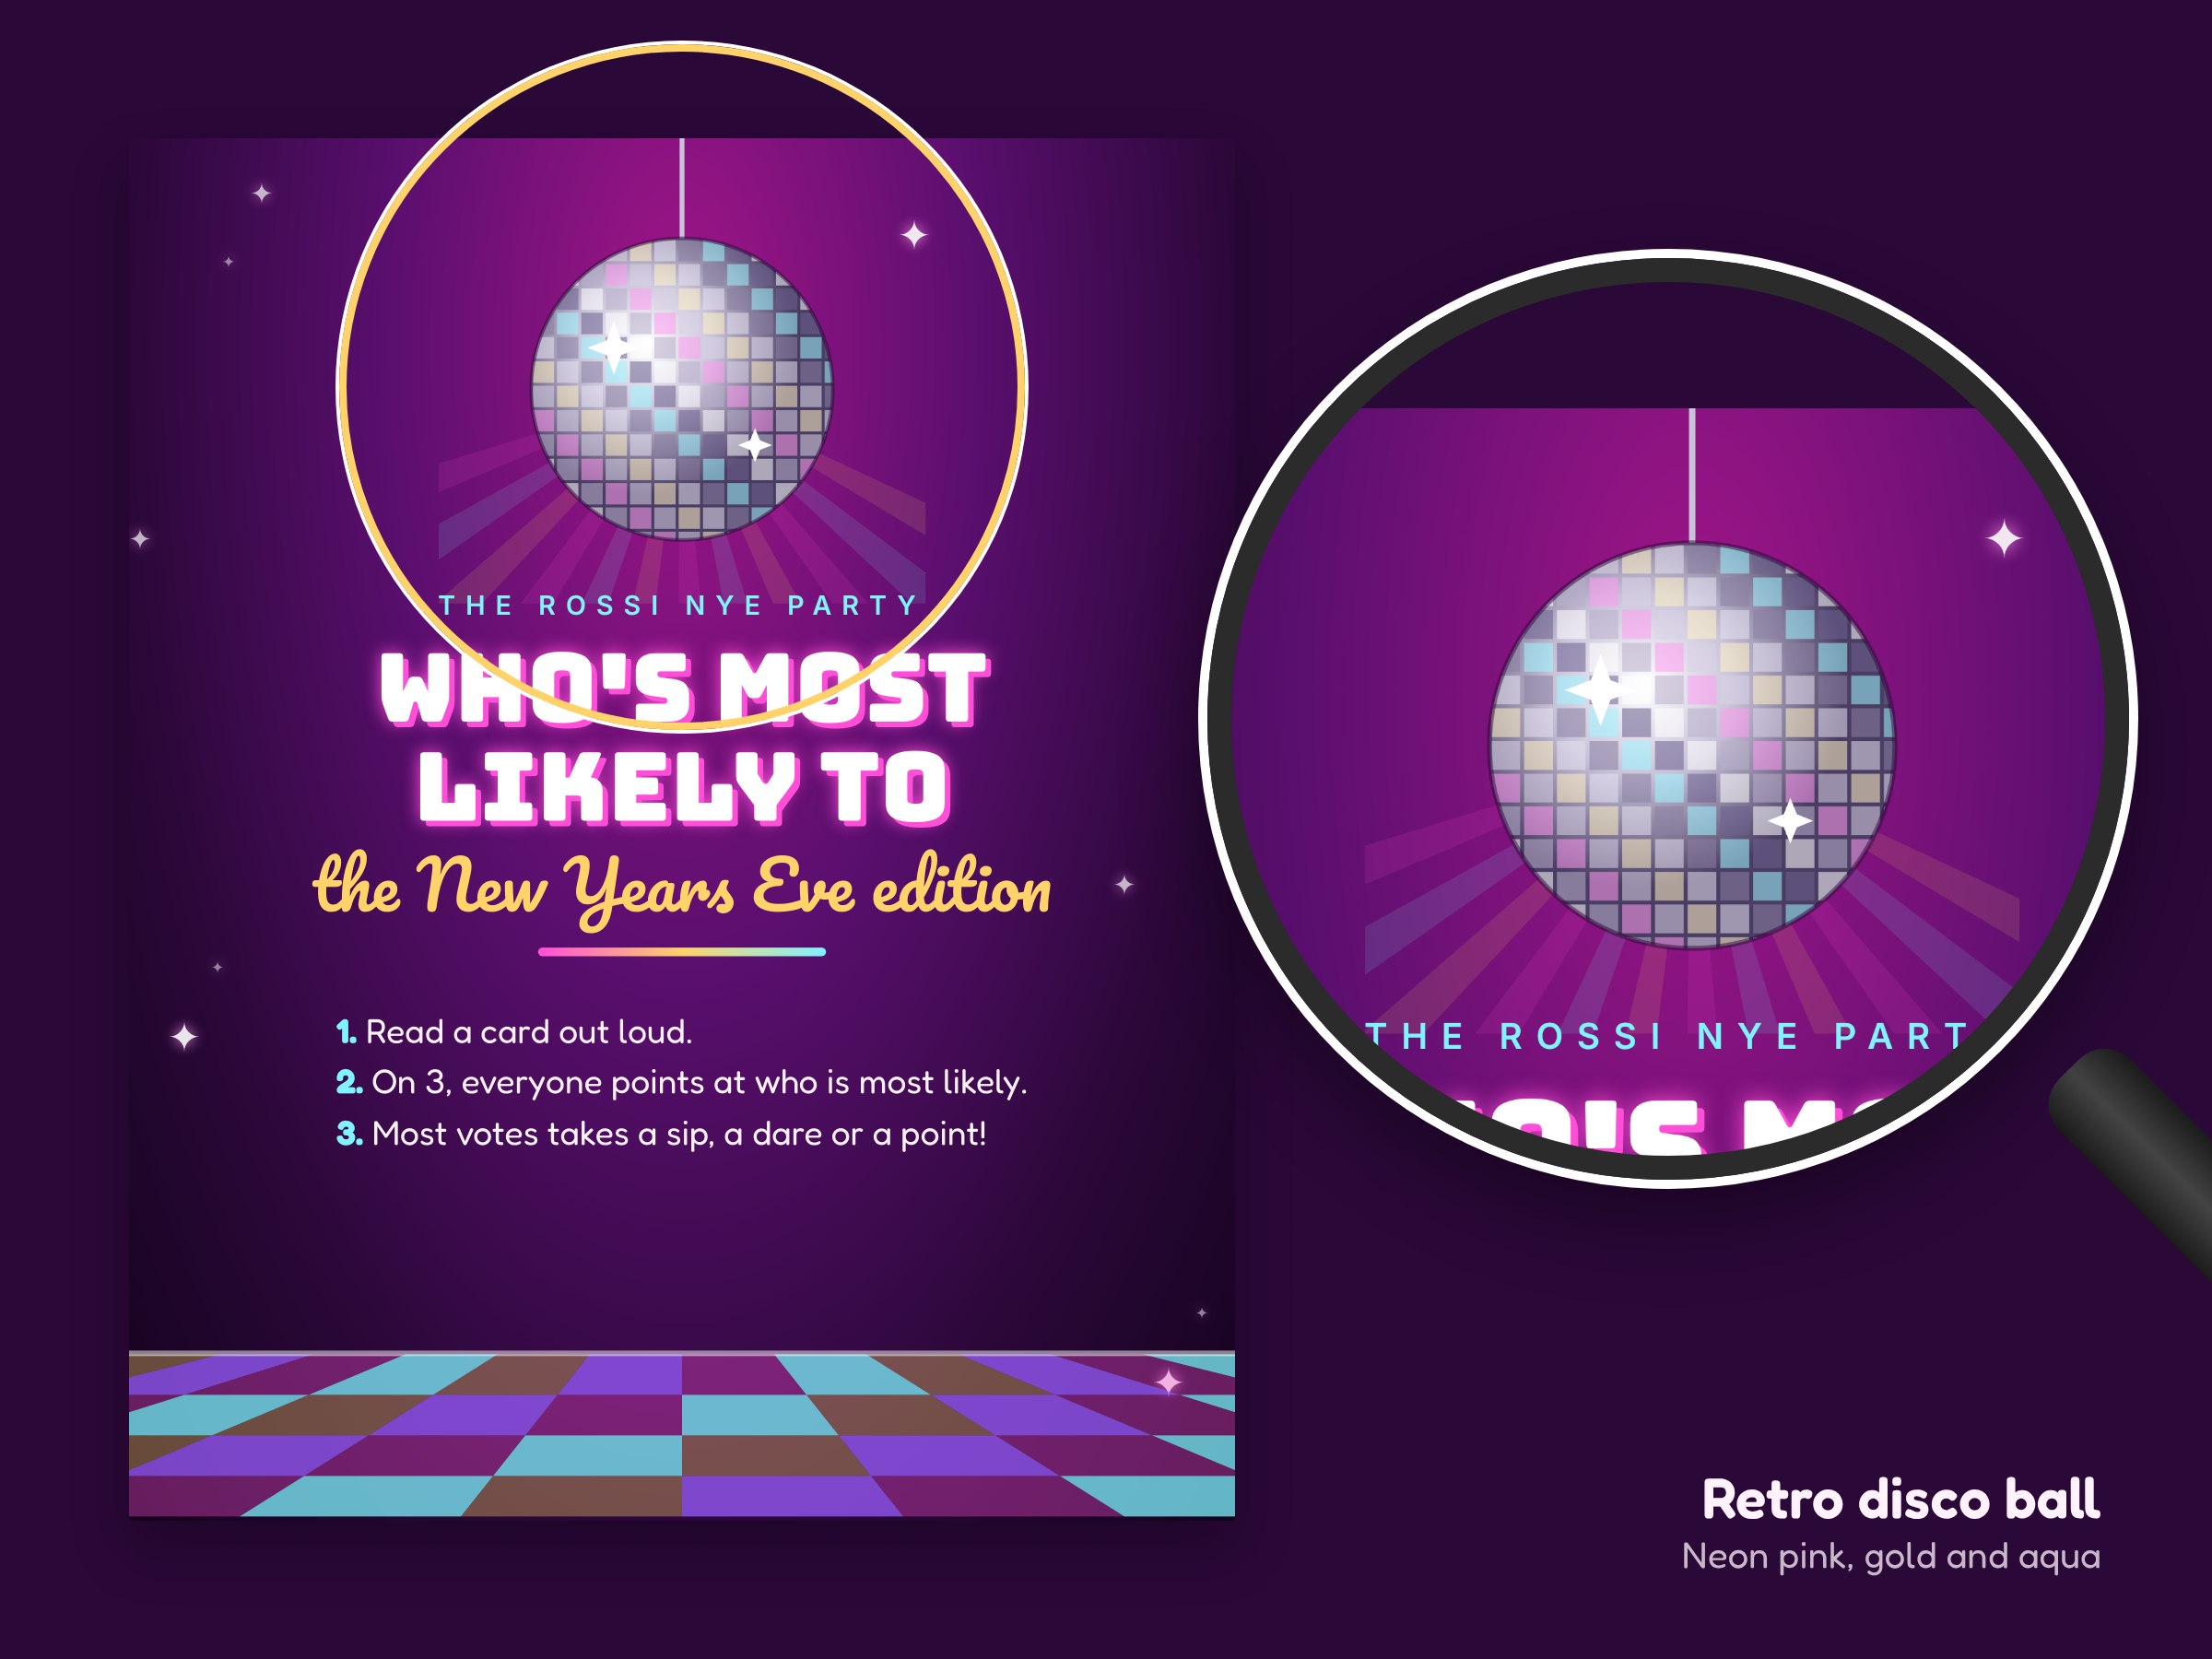 THE ROSSI NYE PARTY
WHO'S MOST
LIKELY TO
the New Years Eve edition
1. Read a card out loud.
2. On 3, everyone points at who is most likely.
3. Most votes takes a sip, a dare or a point!
THE ROSSI NYE PART
O'S MO
Retro disco ball
Neon pink, gold and aqua